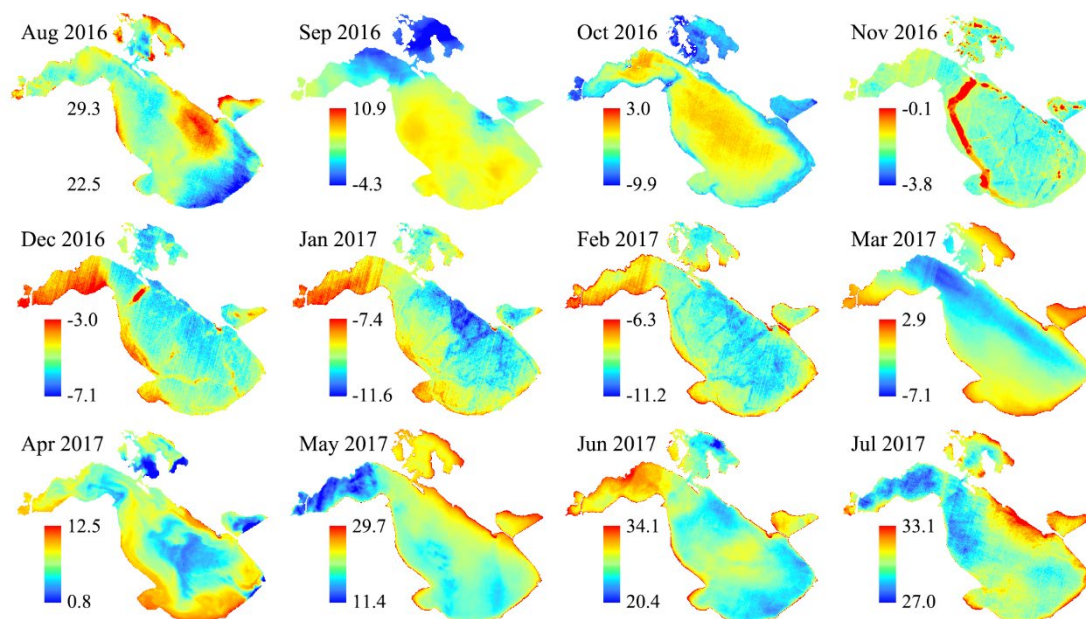 Aug 2016
29.3
22.5
Sep 2016
10.9
-4.3
Oct 2016
3.0
-9.9
Nov 2016
-0.1
-3.8
Dec 2016
-3.0
-7.1
Jan 2017
-7.4
-11.6
Feb 2017
-6.3
-11.2
Mar 2017
2.9
-7.1
Apr 2017
12.5
0.8
May 2017
29.7
11.4
Jun 2017
34.1
20.4
Jul 2017
33.1
27.0